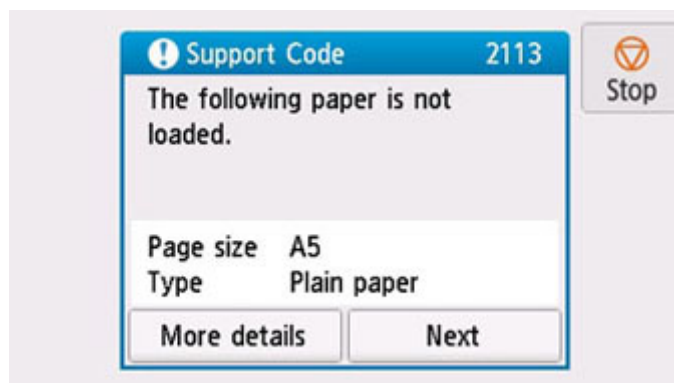 Support Code 2113
The following paper is not
loaded.
Page size A5
Type Plain paper
More details Next
Stop